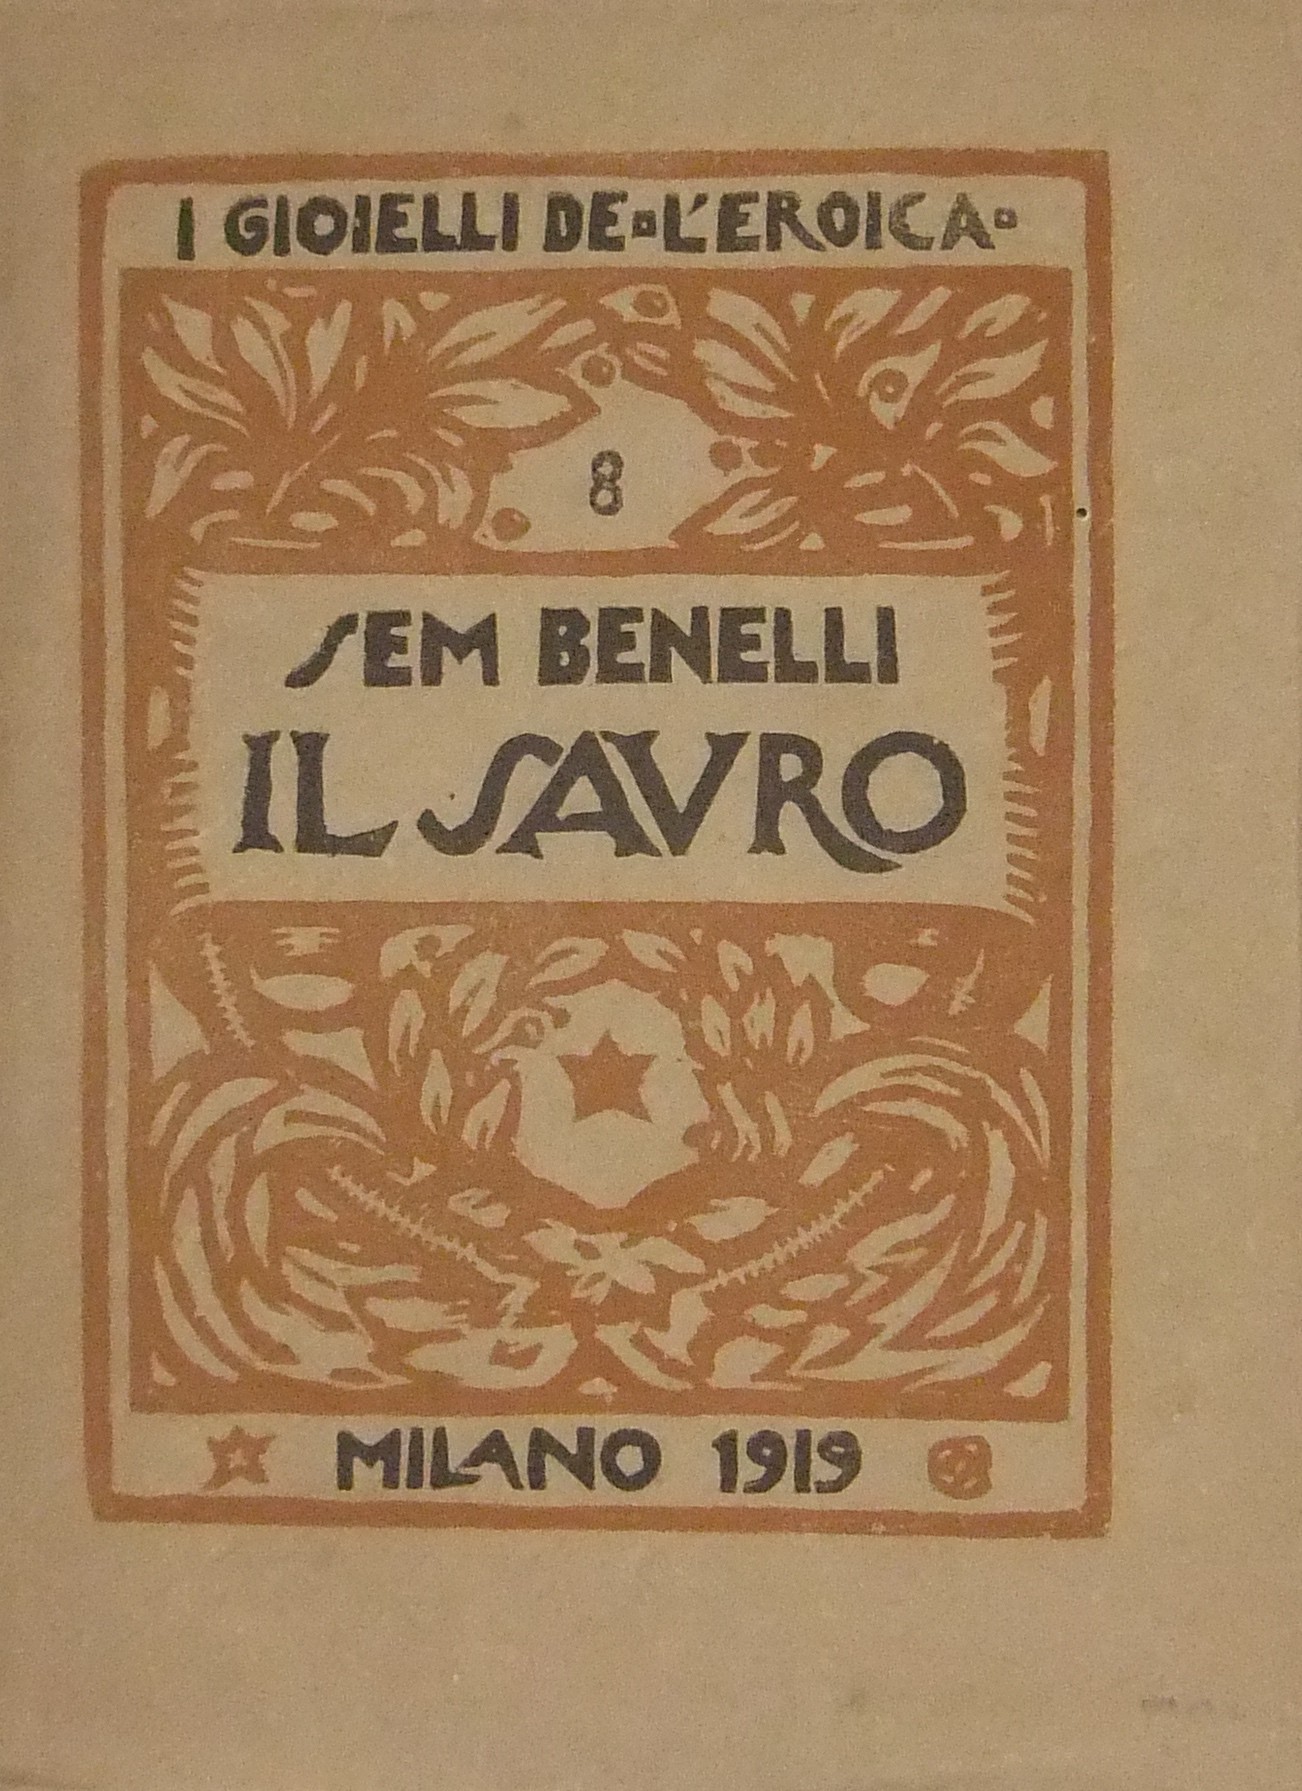 I GIOIELLI DE L'EROICA
8
SEM BENELLI
IL SAVRO
MILANO 1919